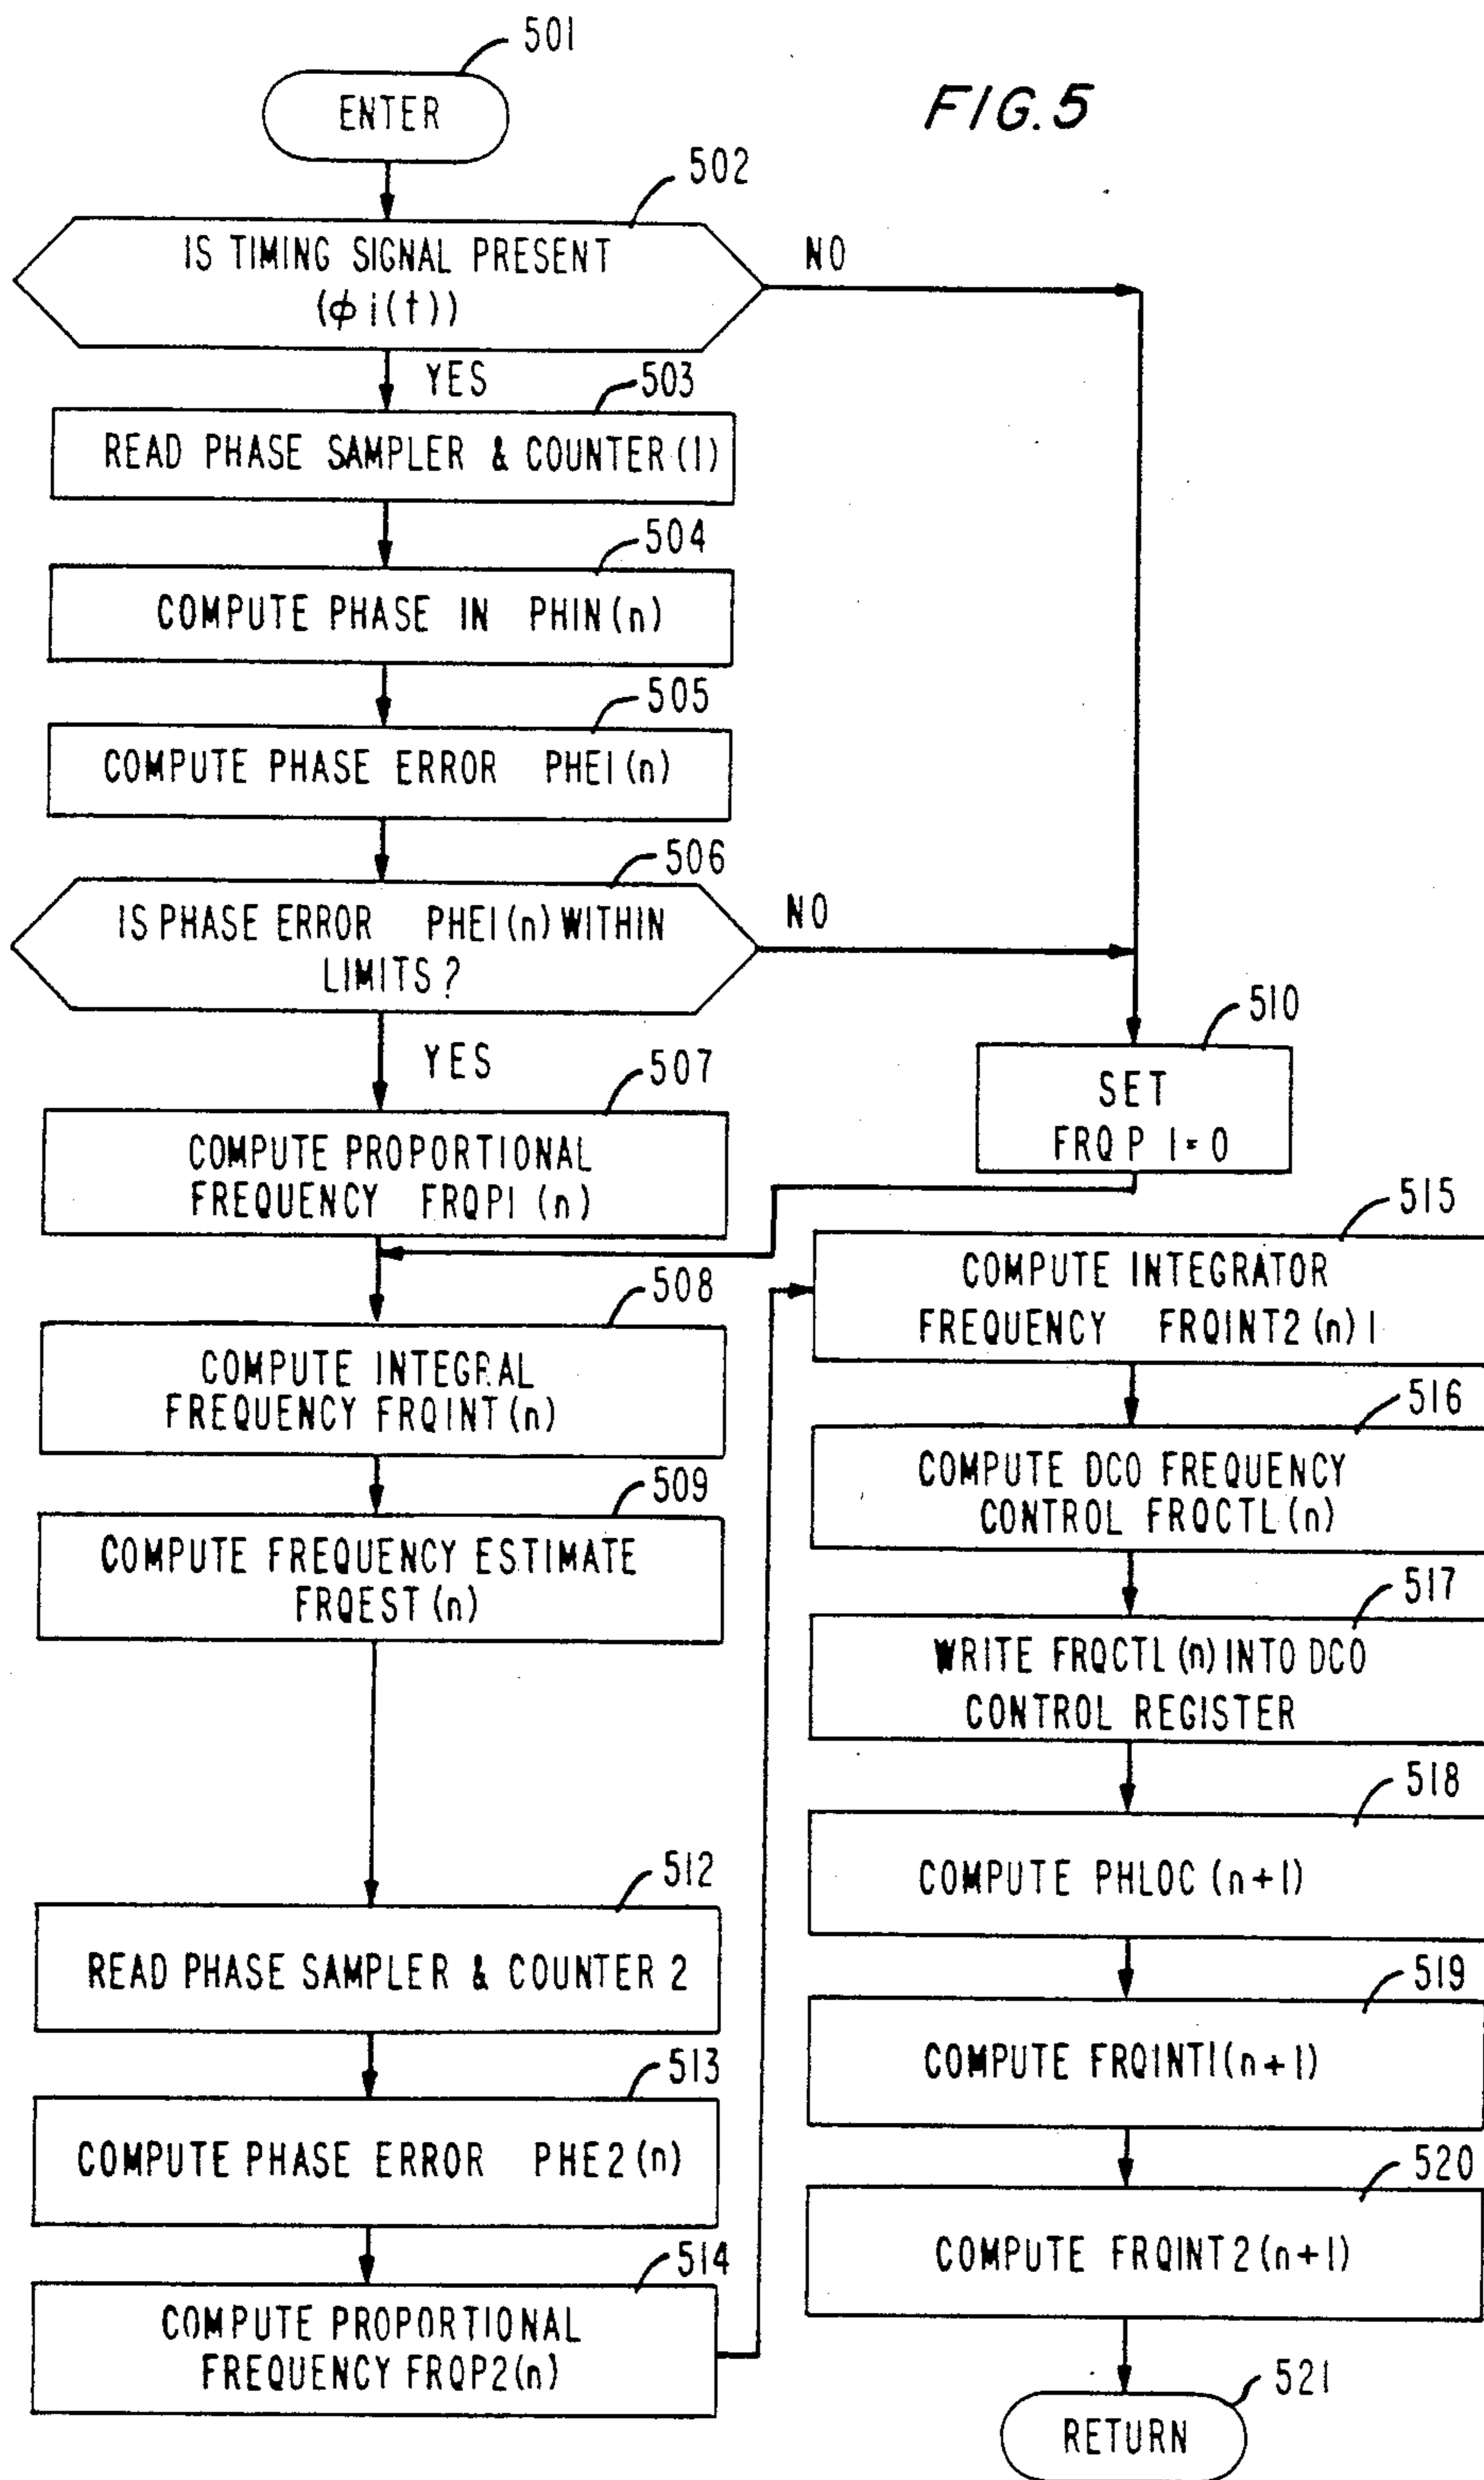 FIG. 5
501
ENTER
502
IS TIMING SIGNAL PRESENT
(ϕi(t))
NO
YES
503
READ PHASE SAMPLER & COUNTER(1)
504
COMPUTE PHASE IN PHIN(n)
505
COMPUTE PHASE ERROR PHE1(n)
506
IS PHASE ERROR PHE1(n) WITHIN
LIMITS?
NO
YES
510
SET
FRQP 1=0
507
COMPUTE PROPORTIONAL
FREQUENCY FRQP1(n)
508
COMPUTE INTEGRAL
FREQUENCY FRQINT(n)
509
COMPUTE FREQUENCY ESTIMATE
FRQEST(n)
512
READ PHASE SAMPLER & COUNTER 2
513
COMPUTE PHASE ERROR PHE2(n)
514
COMPUTE PROPORTIONAL
FREQUENCY FRQP2(n)
515
COMPUTE INTEGRATOR
FREQUENCY FRQINT2(n)1
516
COMPUTE DCO FREQUENCY
CONTROL FRQCTL(n)
517
WRITE FRQCTL(n) INTO DCO
CONTROL REGISTER
518
COMPUTE PHLOC(n+1)
519
COMPUTE FRQINT1(n+1)
520
COMPUTE FRQINT2(n+1)
521
RETURN